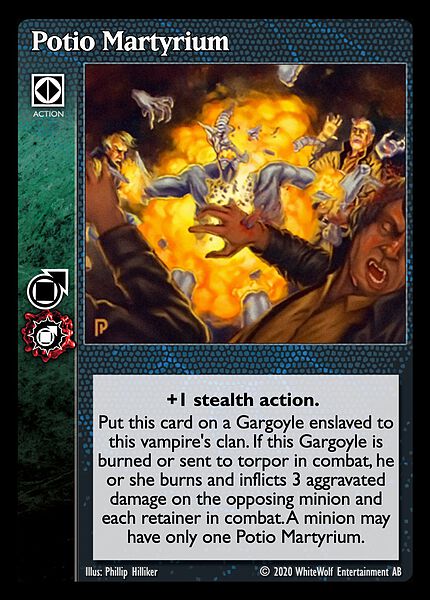 Potio Martyrium
ACTION
+1 stealth action.
Put this card on a Gargoyle enslaved to
this vampire's clan. If this Gargoyle is
burned or sent to torpor in combat, he
or she burns and inflicts 3 aggravated
damage on the opposing minion and
each retainer in combat. A minion may
have only one Potio Martyrium.
Illus: Phillip Hilliker © 2020 WhiteWolf Entertainment AB